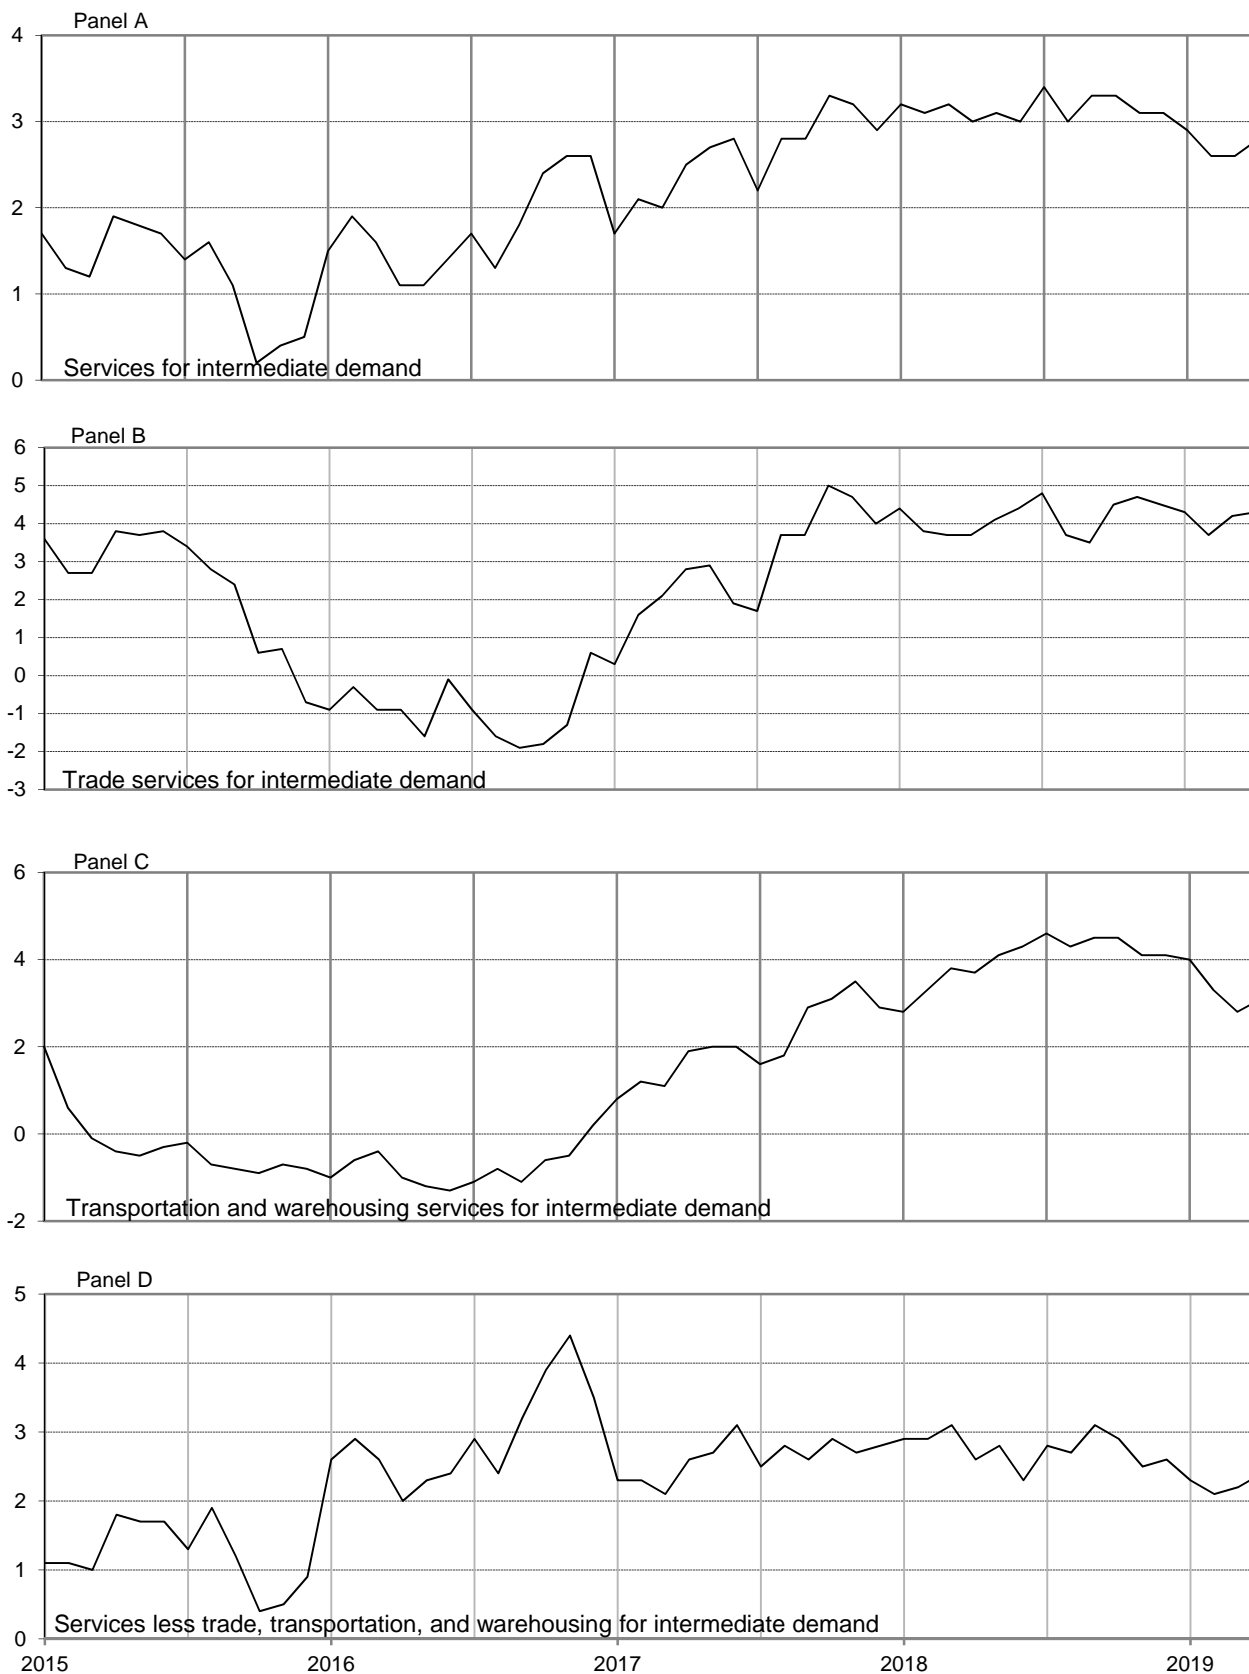 Panel A
4
3
2
1
0
Services for intermediate demand
Panel B
6
5
4
3
2
1
0
-1
-2
-3
Trade services for intermediate demand
Panel C
6
4
2
0
-2
Transportation and warehousing services for intermediate demand
Panel D
5
4
3
2
1
0
Services less trade, transportation, and warehousing for intermediate demand
2015 2016 2017 2018 2019